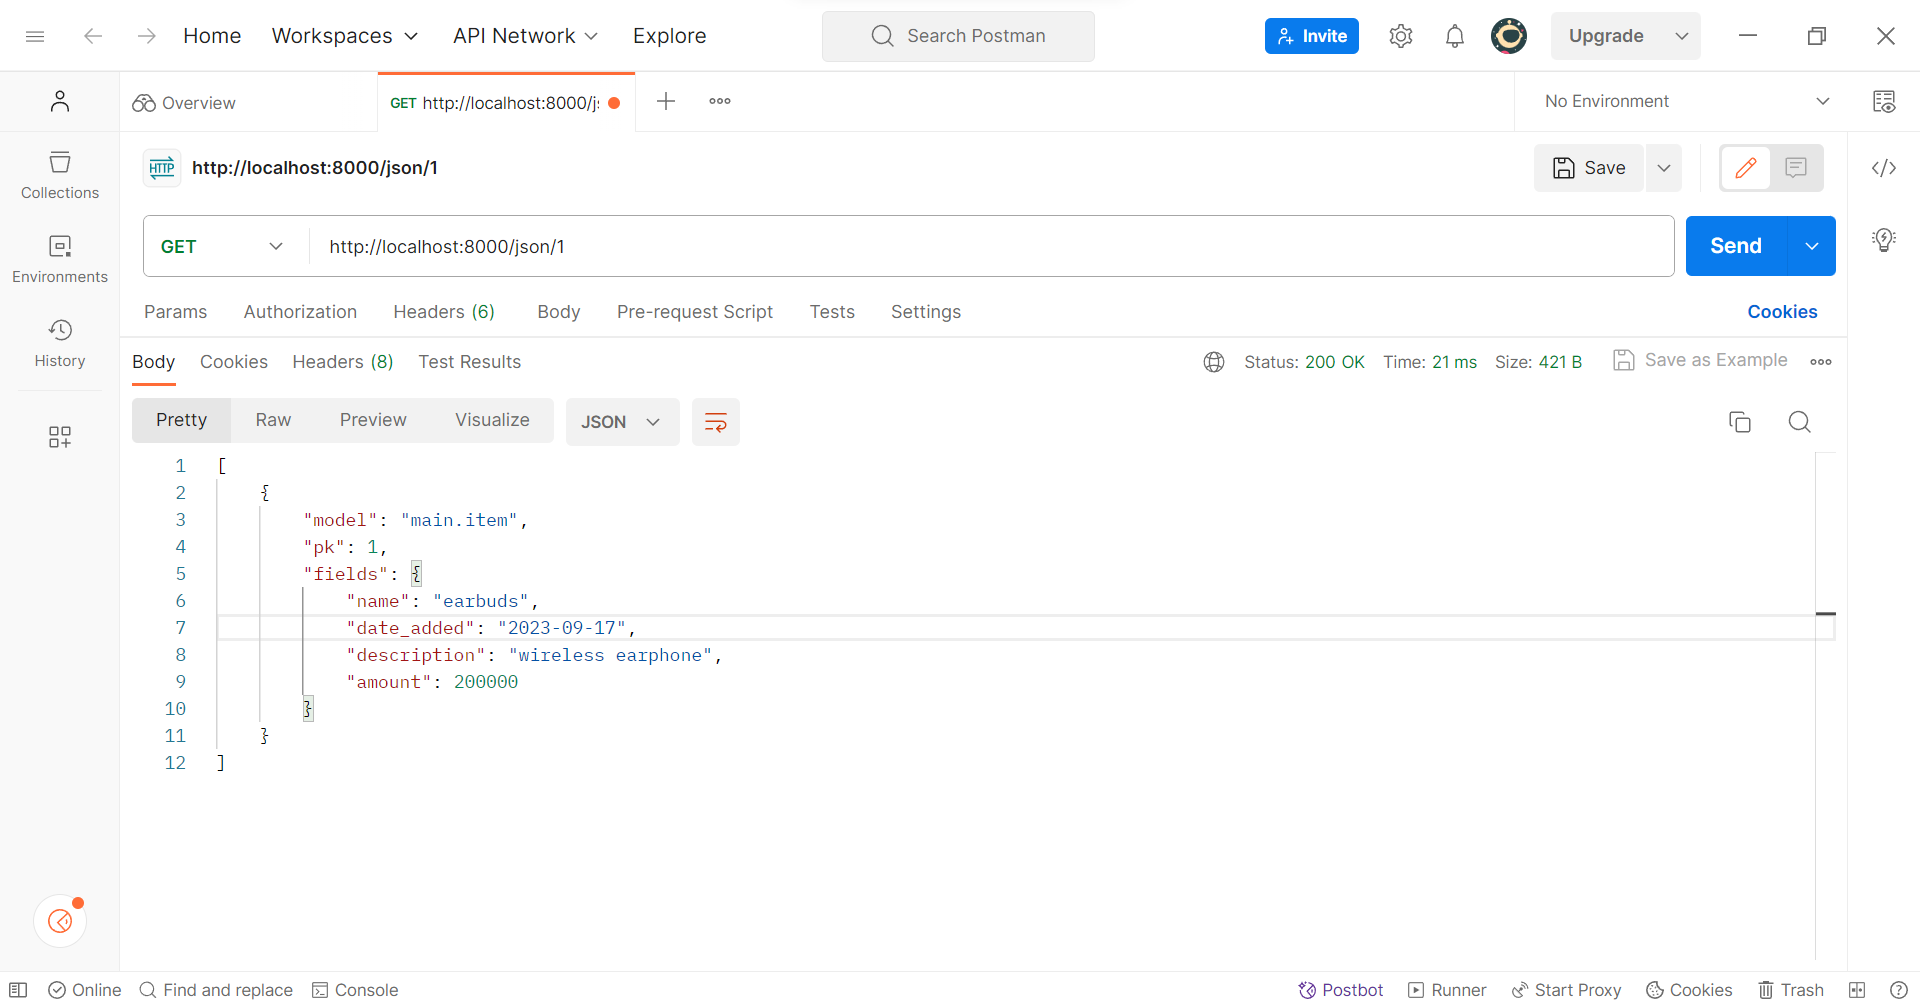 Home Workspaces API Network Explore Search Postman Invite Upgrade
Overview GET http://localhost:8000/j No Environment
HTTP http://localhost:8000/json/1 Save
Collections
GET http://localhost:8000/json/1 Send
Environments
Params Authorization Headers (6) Body Pre-request Script Tests Settings Cookies
History
Body Cookies Headers (8) Test Results Status: 200 OK Time: 21 ms Size: 421 B Save as Example
Pretty Raw Preview Visualize JSON
1 [
2 {
3 "model": "main.item",
4 "pk": 1,
5 "fields": {
6 "name": "earbuds",
7 "date_added": "2023-09-17",
8 "description": "wireless earphone",
9 "amount": 200000
10 }
11 }
12 ]
Online Find and replace Console Postbot Runner Start Proxy Cookies Trash